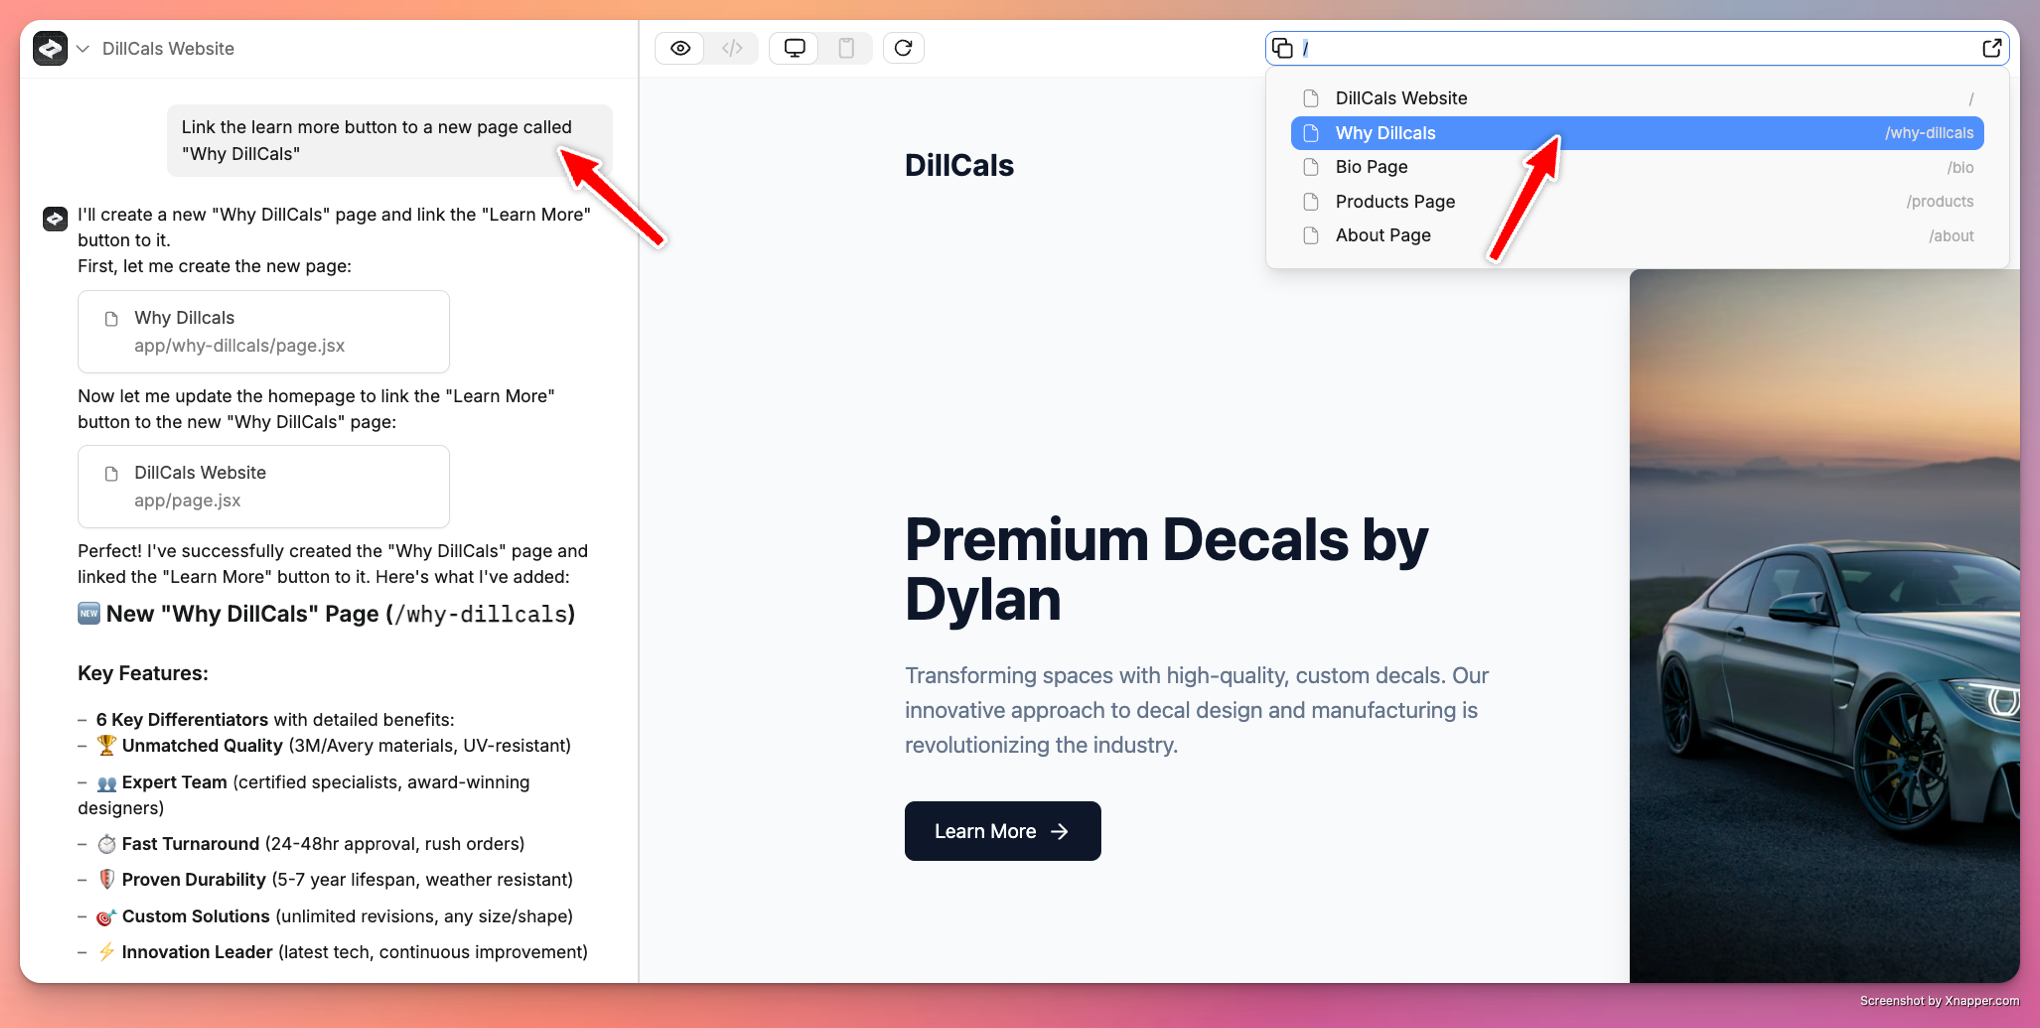 DillCals Website
Link the learn more button to a new page called
"Why DillCals"
I'll create a new "Why DillCals" page and link the "Learn More"
button to it.
First, let me create the new page:
Why Dillcals
app/why-dillcals/page.jsx
Now let me update the homepage to link the "Learn More"
button to the new "Why DillCals" page:
DillCals Website
app/page.jsx
Perfect! I've successfully created the "Why DillCals" page and
linked the "Learn More" button to it. Here's what I've added:
🆕 New "Why DillCals" Page (/why-dillcals)
Key Features:
– 6 Key Differentiators with detailed benefits:
– 🏆 Unmatched Quality (3M/Avery materials, UV-resistant)
– 👥 Expert Team (certified specialists, award-winning
designers)
– ⏱️ Fast Turnaround (24-48hr approval, rush orders)
– 🛡️ Proven Durability (5-7 year lifespan, weather resistant)
– 🎯 Custom Solutions (unlimited revisions, any size/shape)
– ⚡ Innovation Leader (latest tech, continuous improvement)
/
DillCals Website /
Why Dillcals /why-dillcals
Bio Page /bio
Products Page /products
About Page /about
DillCals
Premium Decals by
Dylan
Transforming spaces with high-quality, custom decals. Our
innovative approach to decal design and manufacturing is
revolutionizing the industry.
Learn More →
Screenshot by Xnapper.com